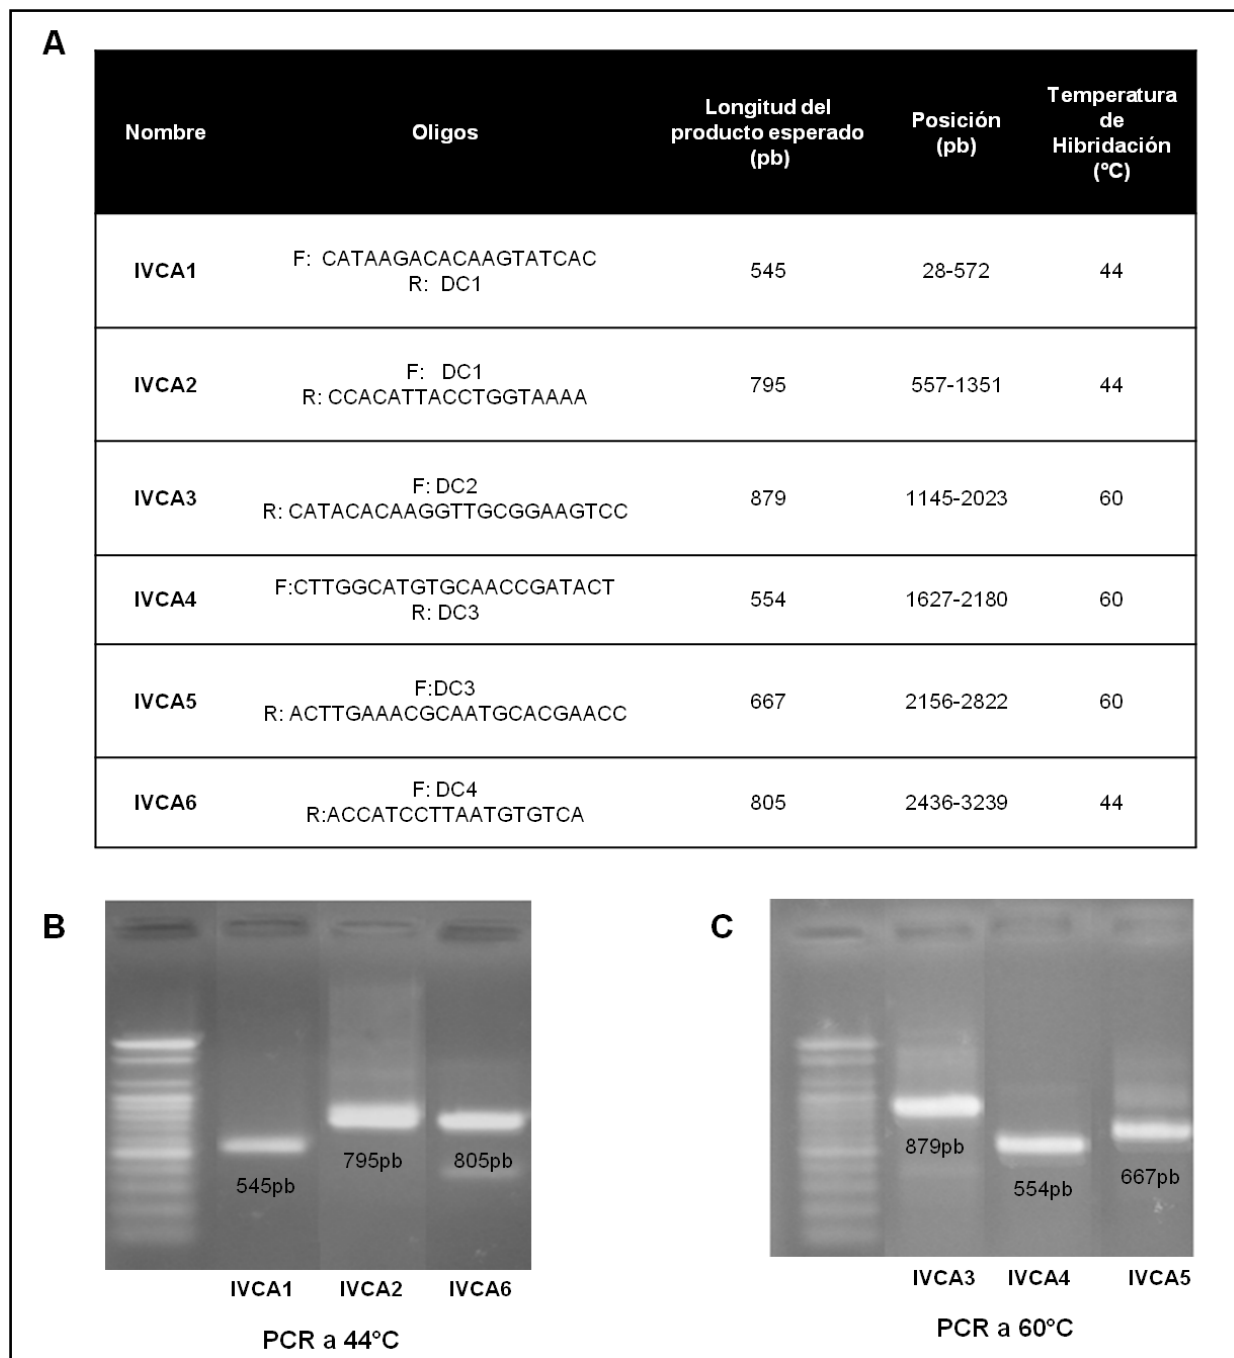 A
Nombre
Oligos
Longitud del
producto esperado
(pb)
Posición
(pb)
Temperatura
de
Hibridación
(ºC)
IVCA1
F: CATAAGACACAAGTATCAC
R: DC1
545
28-572
44
IVCA2
F: DC1
R: CCACATTACCTGGTAAAA
795
557-1351
44
IVCA3
F: DC2
R: CATACACAAGGTTGCGGAAGTCC
879
1145-2023
60
IVCA4
F:CTTGGCATGTGCAACCGATACT
R: DC3
554
1627-2180
60
IVCA5
F:DC3
R: ACTTGAAACGCAATGCACGAACC
667
2156-2822
60
IVCA6
F: DC4
R:ACCATCCTTAATGTGTCA
805
2436-3239
44
B
545pb
795pb
805pb
IVCA1 IVCA2 IVCA6
PCR a 44ºC
C
879pb
554pb
667pb
IVCA3 IVCA4 IVCA5
PCR a 60ºC